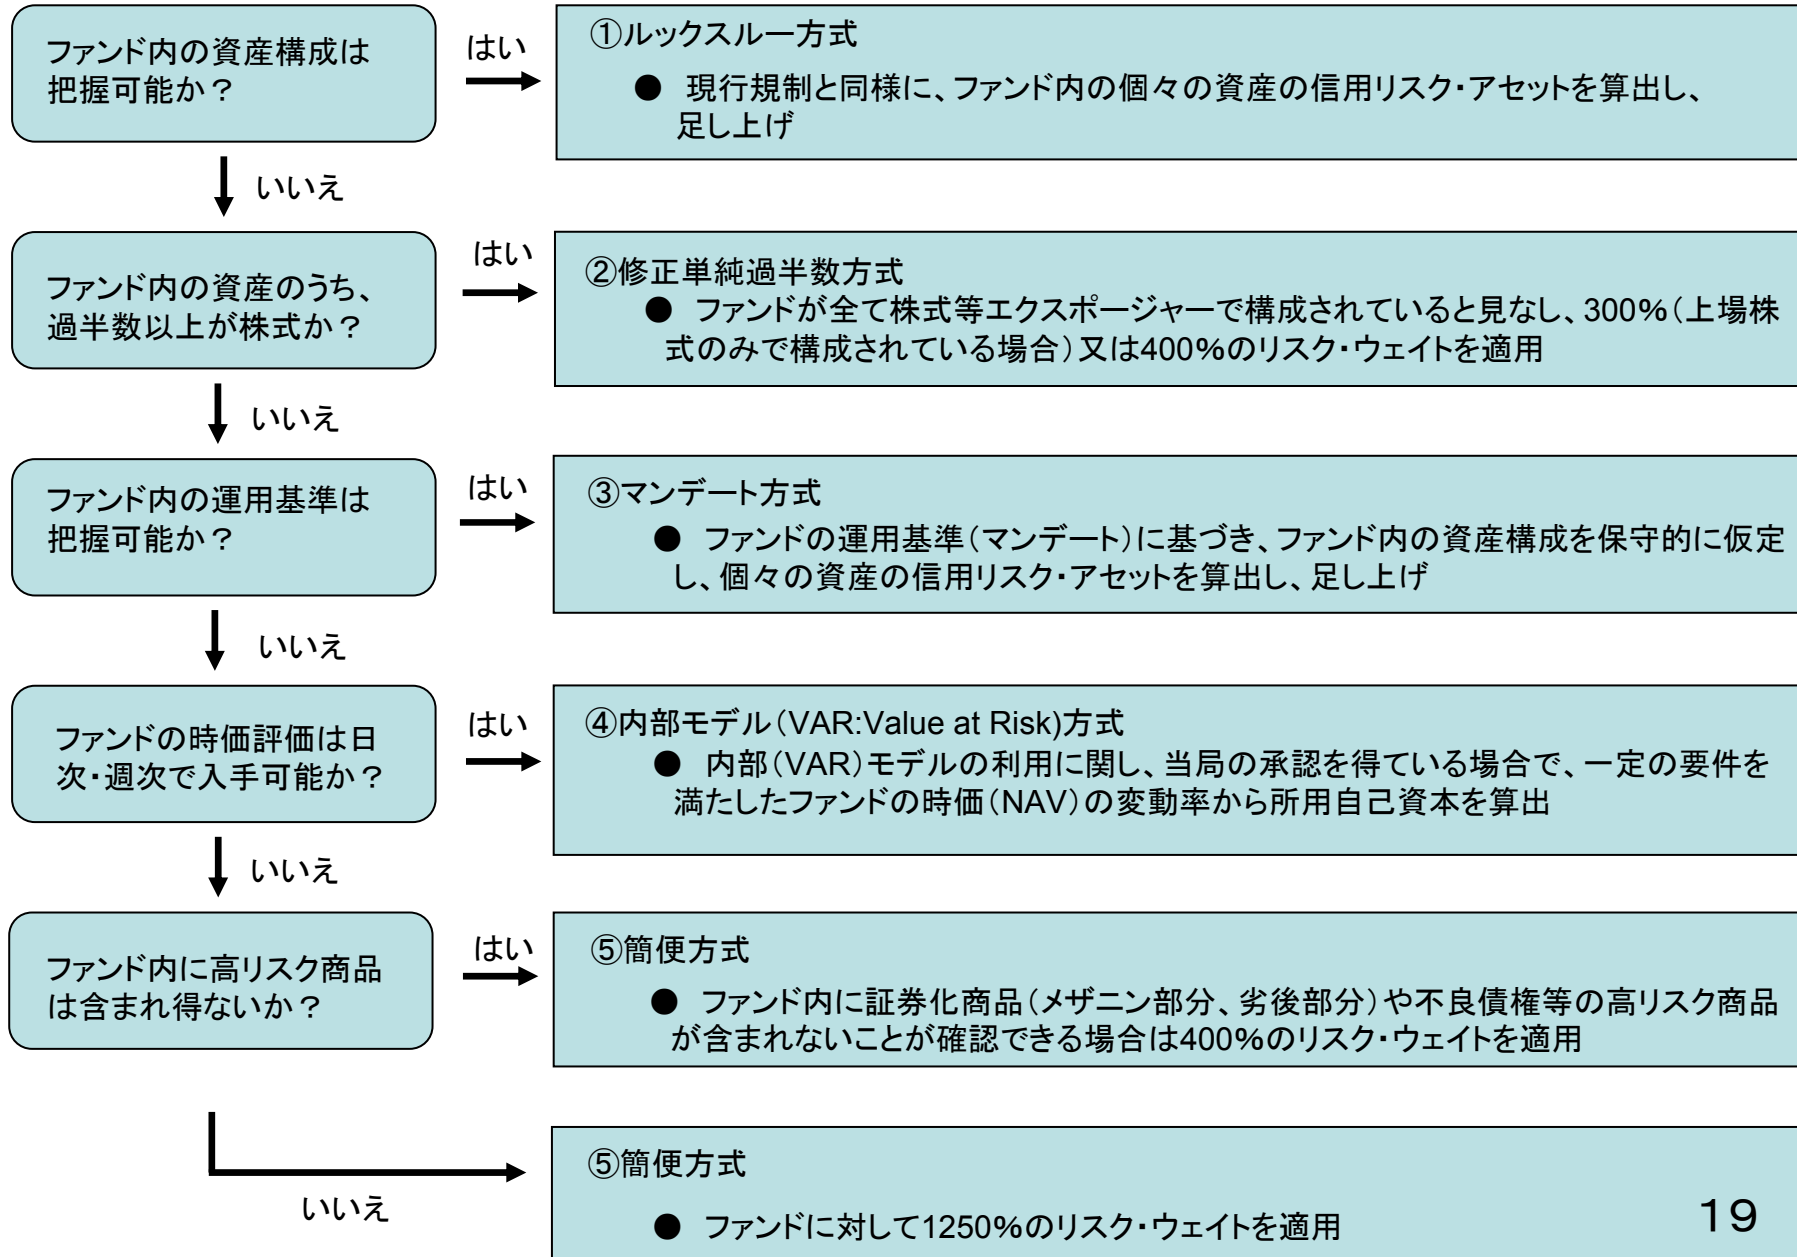 ファンド内の資産構成は
把握可能か？
はい
①ルックスルー方式
● 現行規制と同様に、ファンド内の個々の資産の信用リスク・アセットを算出し、
足し上げ
いいえ
ファンド内の資産のうち、
過半数以上が株式か？
はい
②修正単純過半数方式
● ファンドが全て株式等エクスポージャーで構成されていると見なし、300％（上場株
式のみで構成されている場合）又は400％のリスク・ウェイトを適用
いいえ
ファンド内の運用基準は
把握可能か？
はい
③マンデート方式
● ファンドの運用基準（マンデート）に基づき、ファンド内の資産構成を保守的に仮定
し、個々の資産の信用リスク・アセットを算出し、足し上げ
いいえ
ファンドの時価評価は日
次・週次で入手可能か？
はい
④内部モデル（VAR:Value at Risk)方式
● 内部（VAR）モデルの利用に関し、当局の承認を得ている場合で、一定の要件を
満たしたファンドの時価（NAV）の変動率から所用自己資本を算出
いいえ
ファンド内に高リスク商品
は含まれ得ないか？
はい
⑤簡便方式
● ファンド内に証券化商品（メザニン部分、劣後部分）や不良債権等の高リスク商品
が含まれないことが確認できる場合は400％のリスク・ウェイトを適用
いいえ
⑤簡便方式
● ファンドに対して1250％のリスク・ウェイトを適用
１９